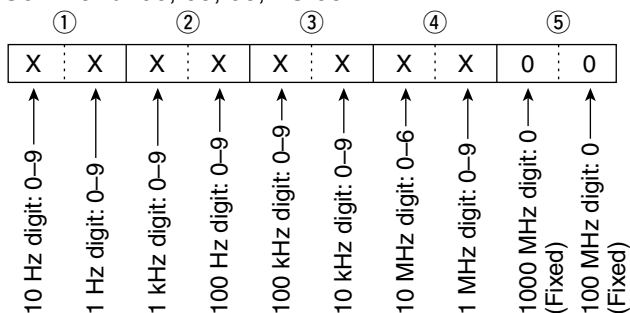 ① ② ③ ④ ⑤
X X X X X X X X 0 0
10 Hz digit: 0–9
1 Hz digit: 0–9
1 kHz digit: 0–9
100 Hz digit: 0–9
100 kHz digit: 0–9
10 kHz digit: 0–9
10 MHz digit: 0–6
1 MHz digit: 0–9
1000 MHz digit: 0
(Fixed)
100 MHz digit: 0
(Fixed)